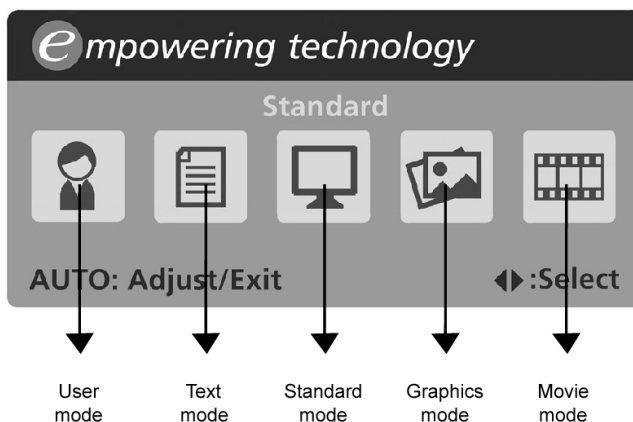 empowering technology
Standard
AUTO: Adjust/Exit ◀▶:Select
User mode
Text mode
Standard mode
Graphics mode
Movie mode